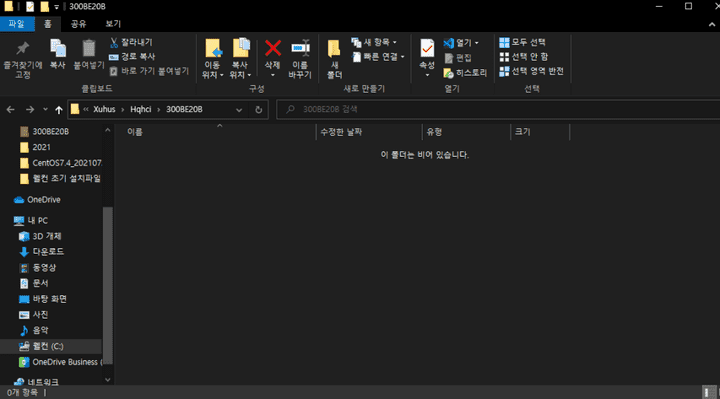 300BE20B
파일 홈 공유 보기
즐겨찾기에 고정
복사
붙여넣기
잘라내기
경로 복사
바로 가기 붙여넣기
클립보드
이동 위치
복사 위치
삭제
이름 바꾸기
구성
새 폴더
새 항목
빠른 연결
새로 만들기
속성
열기
편집
히스토리
열기
모두 선택
선택 안 함
선택 영역 반전
선택
« Xuhus > Hqhci > 300BE20B
300BE20B 검색
이름 수정한 날짜 유형 크기
이 폴더는 비어 있습니다.
300BE20B
2021
CentOS7.4_202107
펠컨 초기 설치파일
OneDrive
내 PC
3D 개체
다운로드
동영상
문서
바탕 화면
사진
음악
펠컨 (C:)
OneDrive Business (
네트워크
0개 항목